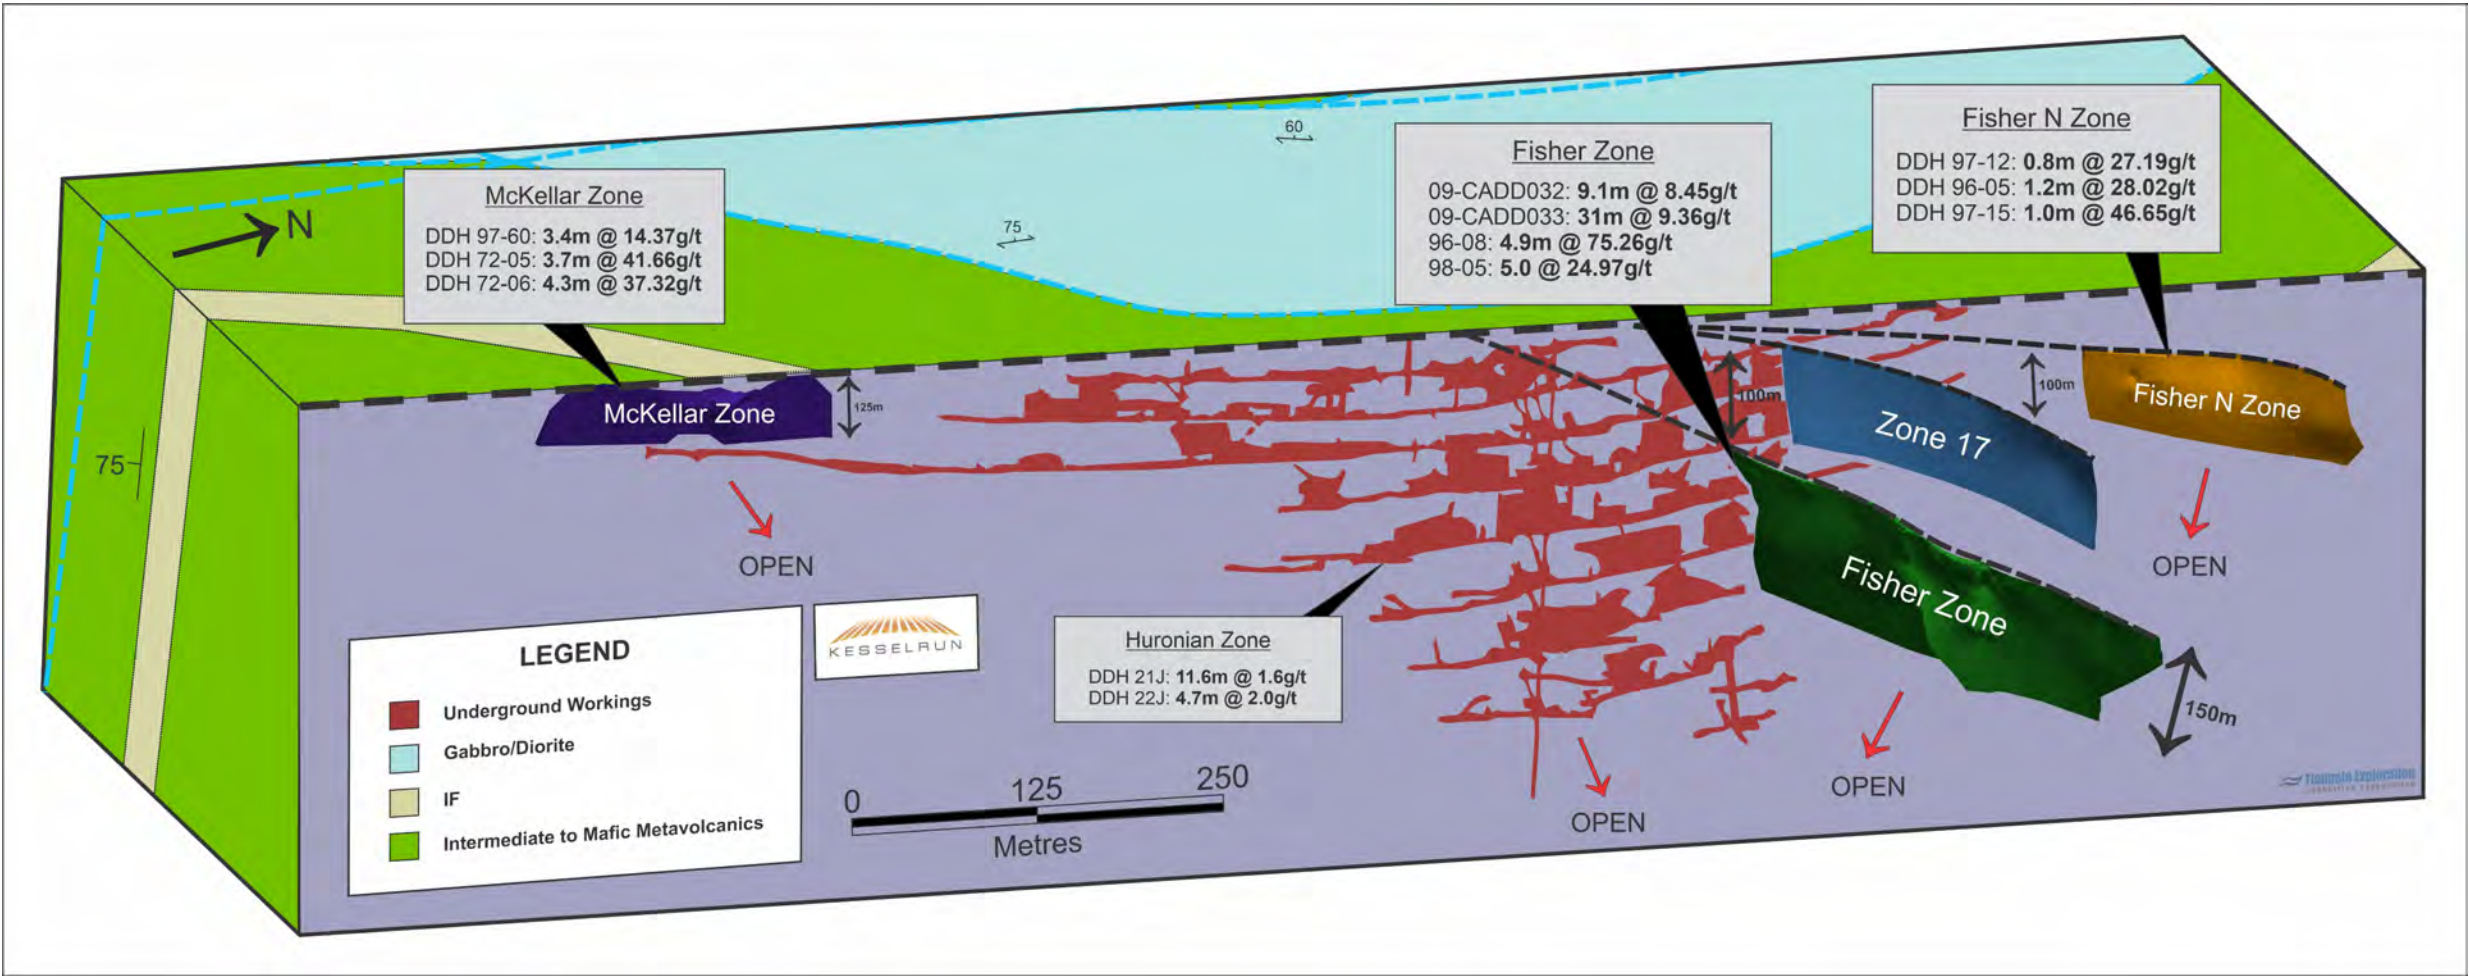 N
McKellar Zone
DDH 97-60: 3.4m @ 14.37g/t
DDH 72-05: 3.7m @ 41.66g/t
DDH 72-06: 4.3m @ 37.32g/t
75
60
Fisher Zone
09-CADD032: 9.1m @ 8.45g/t
09-CADD033: 31m @ 9.36g/t
96-08: 4.9m @ 75.26g/t
98-05: 5.0 @ 24.97g/t
Fisher N Zone
DDH 97-12: 0.8m @ 27.19g/t
DDH 96-05: 1.2m @ 28.02g/t
DDH 97-15: 1.0m @ 46.65g/t
McKellar Zone
125m
100m
Zone 17
100m
Fisher N Zone
75
OPEN
OPEN
Fisher Zone
150m
Huronian Zone
DDH 21J: 11.6m @ 1.6g/t
DDH 22J: 4.7m @ 2.0g/t
OPEN
OPEN
LEGEND
Underground Workings
Gabbro/Diorite
IF
Intermediate to Mafic Metavolcanics
KESSELRUN
0 125 250
Metres
Exploration